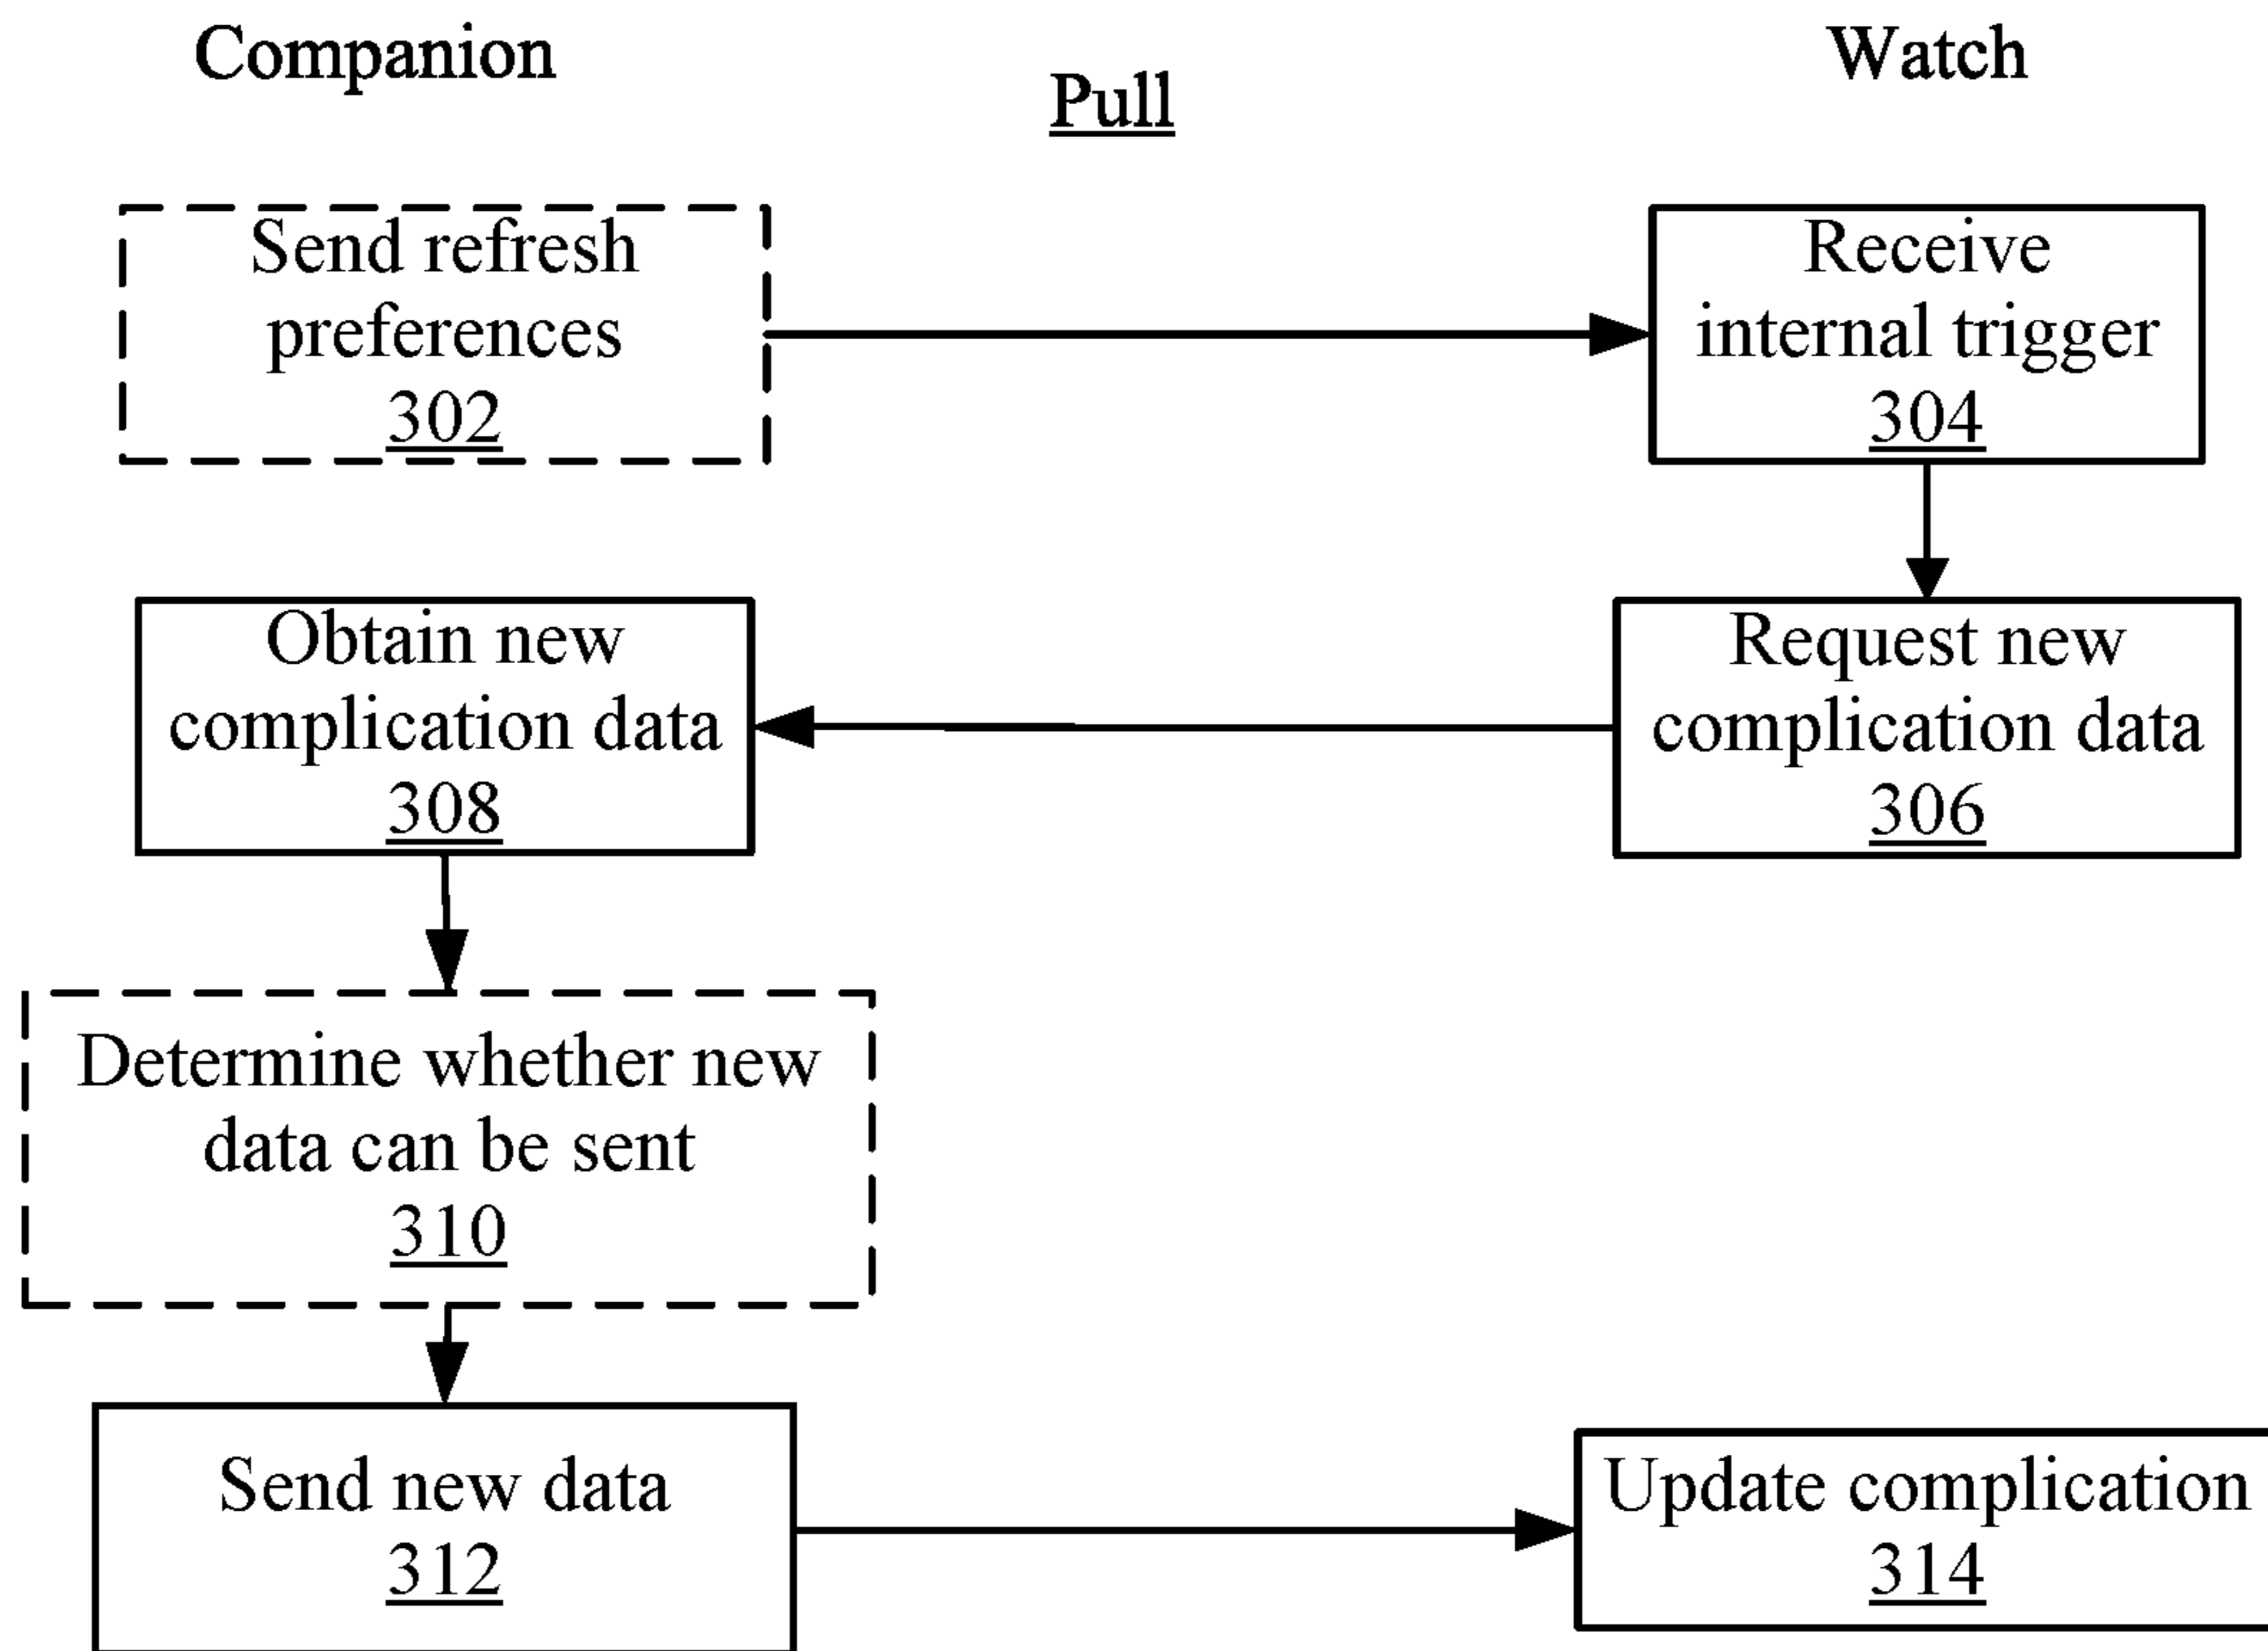 Companion
Watch
Pull
Send refresh
preferences
302
Receive
internal trigger
304
Obtain new
complication data
308
Request new
complication data
306
Determine whether new
data can be sent
310
Send new data
312
Update complication
314